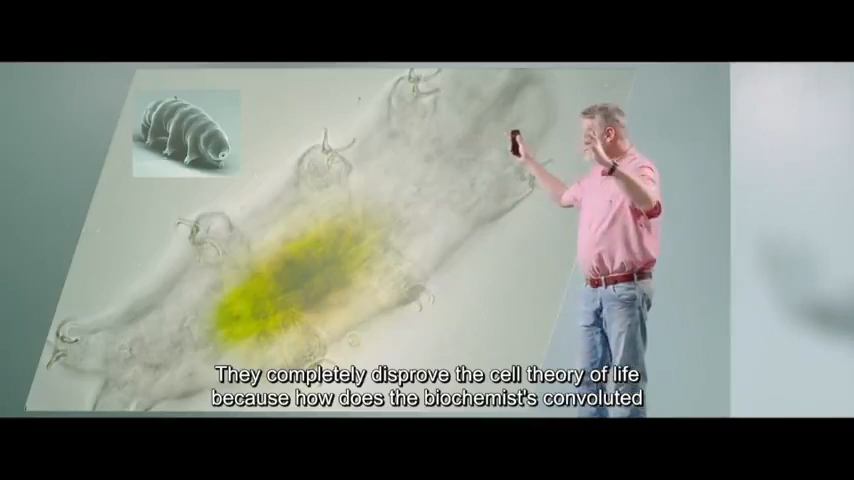 They completely disprove the cell theory of life
because how does the biochemist's convoluted